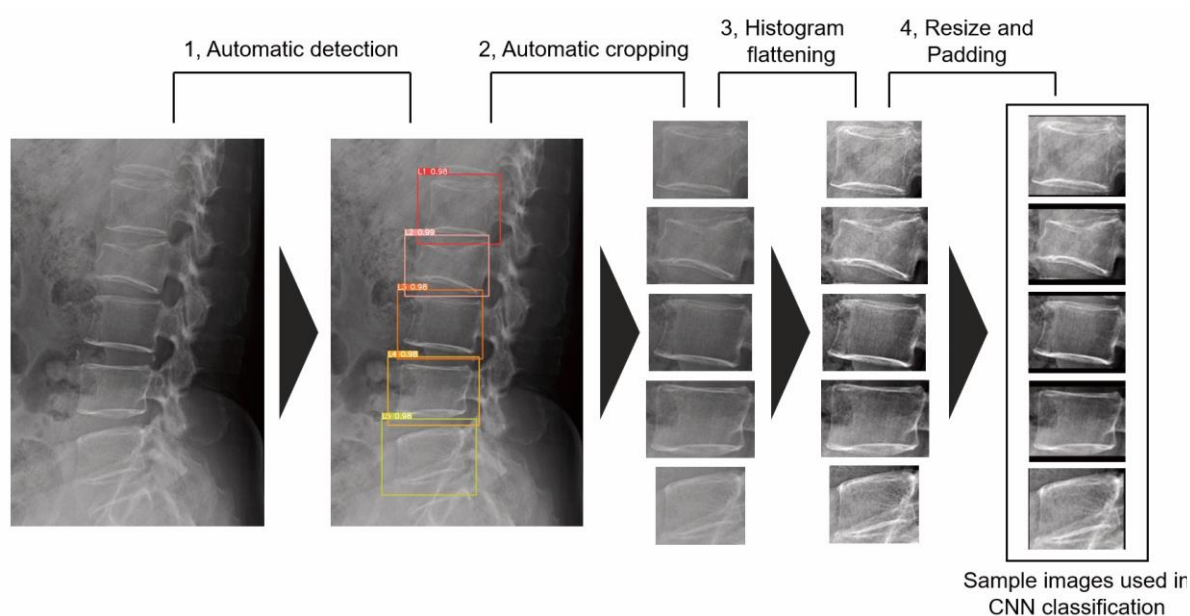 1, Automatic detection
2, Automatic cropping
3, Histogram
flattening
4, Resize and
Padding
L1 0.98
L2 0.99
L3 0.98
L4 0.98
L5 0.98
Sample images used in
CNN classification